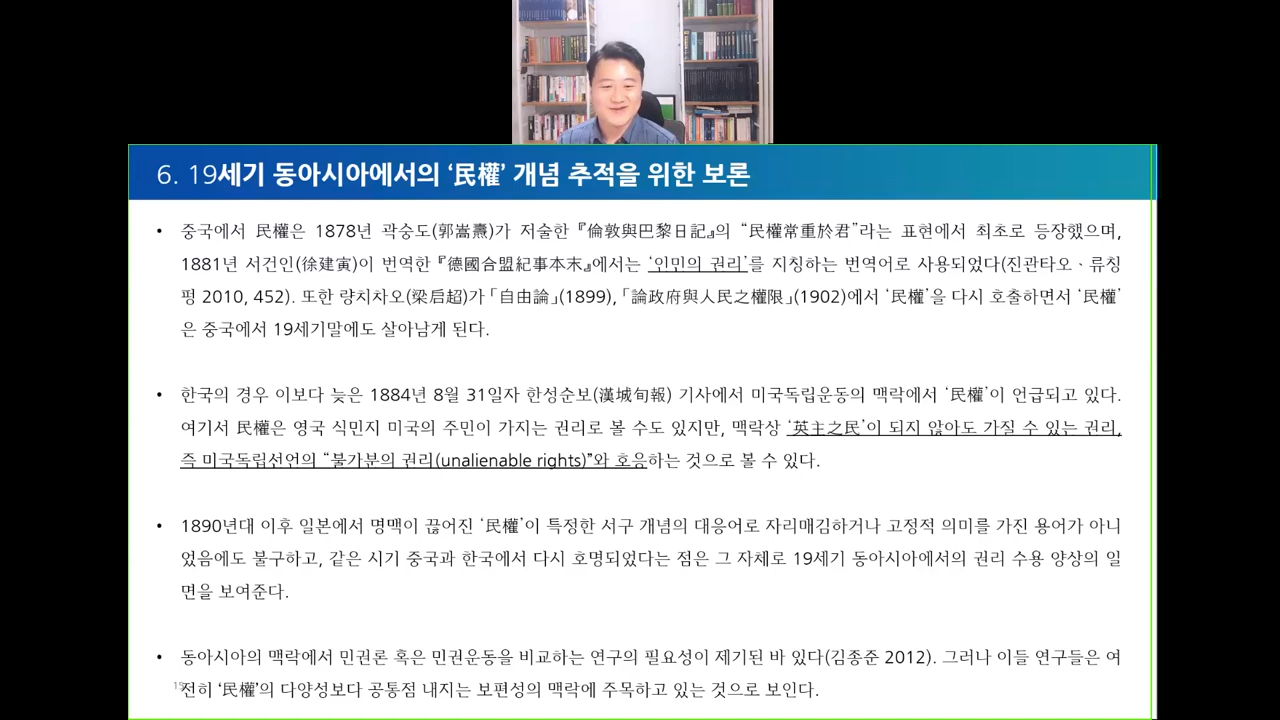 6. 19세기 동아시아에서의 ‘民權’ 개념 추적을 위한 보론
• 중국에서 民權은 1878년 곽숭도(郭嵩燾)가 저술한 『倫敦與巴黎日記』의 “民權常重於君”라는 표현에서 최초로 등장했으며,
1881년 서건인(徐建寅)이 번역한 『德國合盟紀事本末』에서는 ‘인민의 권리’를 지칭하는 번역어로 사용되었다(진관타오ㆍ류칭
펑 2010, 452). 또한 량치차오(梁启超)가 「自由論」(1899), 「論政府與人民之權限」(1902)에서 ‘민권’을 다시 호출하면서 ‘民權’
은 중국에서 19세기말에도 살아남게 된다.
• 한국의 경우 이보다 늦은 1884년 8월 31일자 한성순보(漢城旬報) 기사에서 미국독립운동의 맥락에서 ‘民權’이 언급되고 있다.
여기서 民權은 영국 식민지 미국의 주민이 가지는 권리로 볼 수도 있지만, 맥락상 ‘英主之民’이 되지 않아도 가질 수 있는 권리,
즉 미국독립선언의 “불가분의 권리(unalienable rights)”와 호응하는 것으로 볼 수 있다.
• 1890년대 이후 일본에서 명맥이 끊어진 ‘民權’이 특정한 서구 개념의 대응어로 자리매김하거나 고정적 의미를 가진 용어가 아니
었음에도 불구하고, 같은 시기 중국과 한국에서 다시 호명되었다는 점은 그 자체로 19세기 동아시아에서의 권리 수용 양상의 일
면을 보여준다.
• 동아시아의 맥락에서 민권론 혹은 민권운동을 비교하는 연구의 필요성이 제기된 바 있다(김종준 2012). 그러나 이들 연구들은 여
전히 ‘民權’의 다양성보다 공통점 내지는 보편성의 맥락에 주목하고 있는 것으로 보인다.